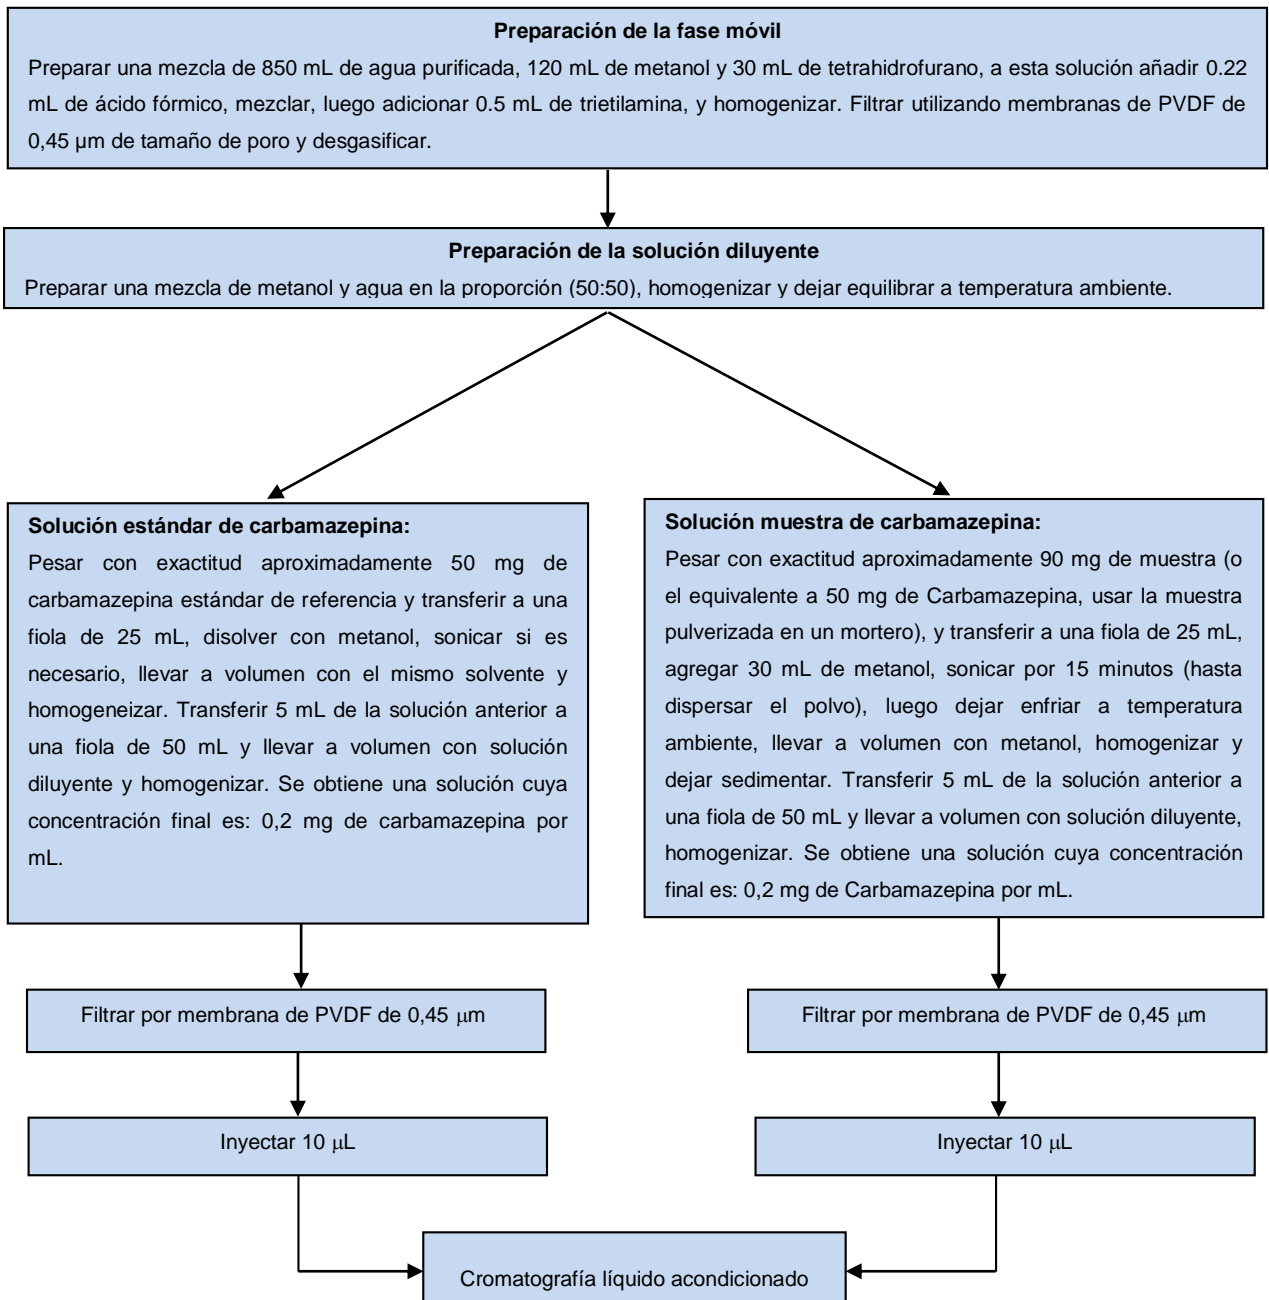 Preparación de la fase móvil
Preparar una mezcla de 850 mL de agua purificada, 120 mL de metanol y 30 mL de tetrahidrofurano, a esta solución añadir 0.22
mL de ácido fórmico, mezclar, luego adicionar 0.5 mL de trietilamina, y homogenizar. Filtrar utilizando membranas de PVDF de
0,45 µm de tamaño de poro y desgasificar.
Preparación de la solución diluyente
Preparar una mezcla de metanol y agua en la proporción (50:50), homogenizar y dejar equilibrar a temperatura ambiente.
Solución estándar de carbamazepina:
Pesar con exactitud aproximadamente 50 mg de
carbamazepina estándar de referencia y transferir a una
fiola de 25 mL, disolver con metanol, sonicar si es
necesario, llevar a volumen con el mismo solvente y
homogeneizar. Transferir 5 mL de la solución anterior a
una fiola de 50 mL y llevar a volumen con solución
diluyente y homogenizar. Se obtiene una solución cuya
concentración final es: 0,2 mg de carbamazepina por
mL.
Solución muestra de carbamazepina:
Pesar con exactitud aproximadamente 90 mg de muestra (o
el equivalente a 50 mg de Carbamazepina, usar la muestra
pulverizada en un mortero), y transferir a una fiola de 25 mL,
agregar 30 mL de metanol, sonicar por 15 minutos (hasta
dispersar el polvo), luego dejar enfriar a temperatura
ambiente, llevar a volumen con metanol, homogenizar y
dejar sedimentar. Transferir 5 mL de la solución anterior a
una fiola de 50 mL y llevar a volumen con solución diluyente,
homogenizar. Se obtiene una solución cuya concentración
final es: 0,2 mg de Carbamazepina por mL.
Filtrar por membrana de PVDF de 0,45 µm
Filtrar por membrana de PVDF de 0,45 µm
Inyectar 10 µL
Inyectar 10 µL
Cromatografía líquido acondicionado